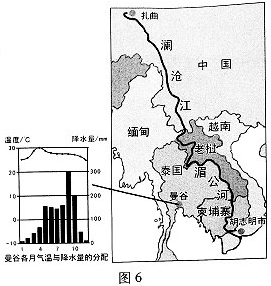 扎曲
澜
沧
江
中
国
缅甸
越南
老挝
泰国
湄
公
河
曼谷
柬埔寨
胡志明市
温度/℃ 降水量/mm
30 300
20
10 200
0 100
-10 0
1 4 7 10
曼谷各月气温与降水量的分配
图6